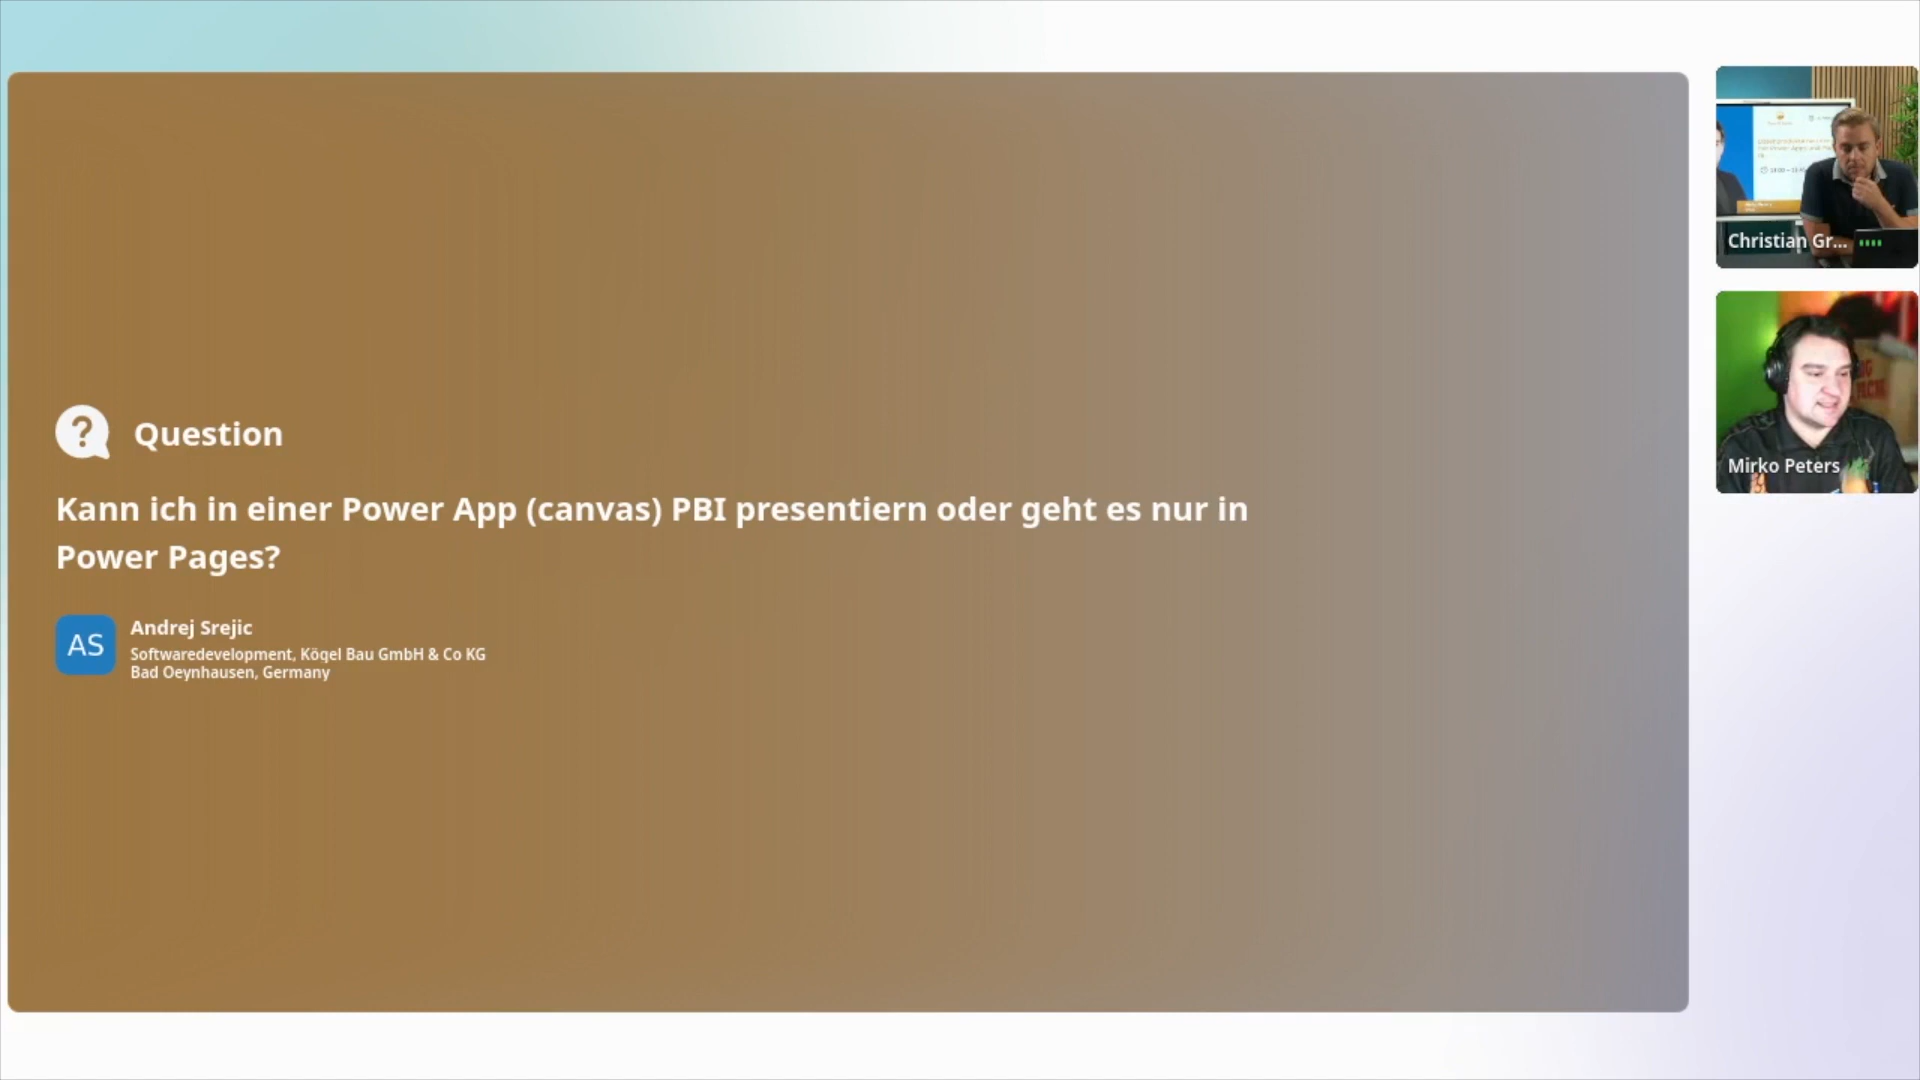 Question
Kann ich in einer Power App (canvas) PBI presentiern oder geht es nur in
Power Pages?
AS
Andrej Srejic
Softwaredevelopment, Kögel Bau GmbH & Co KG
Bad Oeynhausen, Germany
Christian Gr...
Mirko Peters